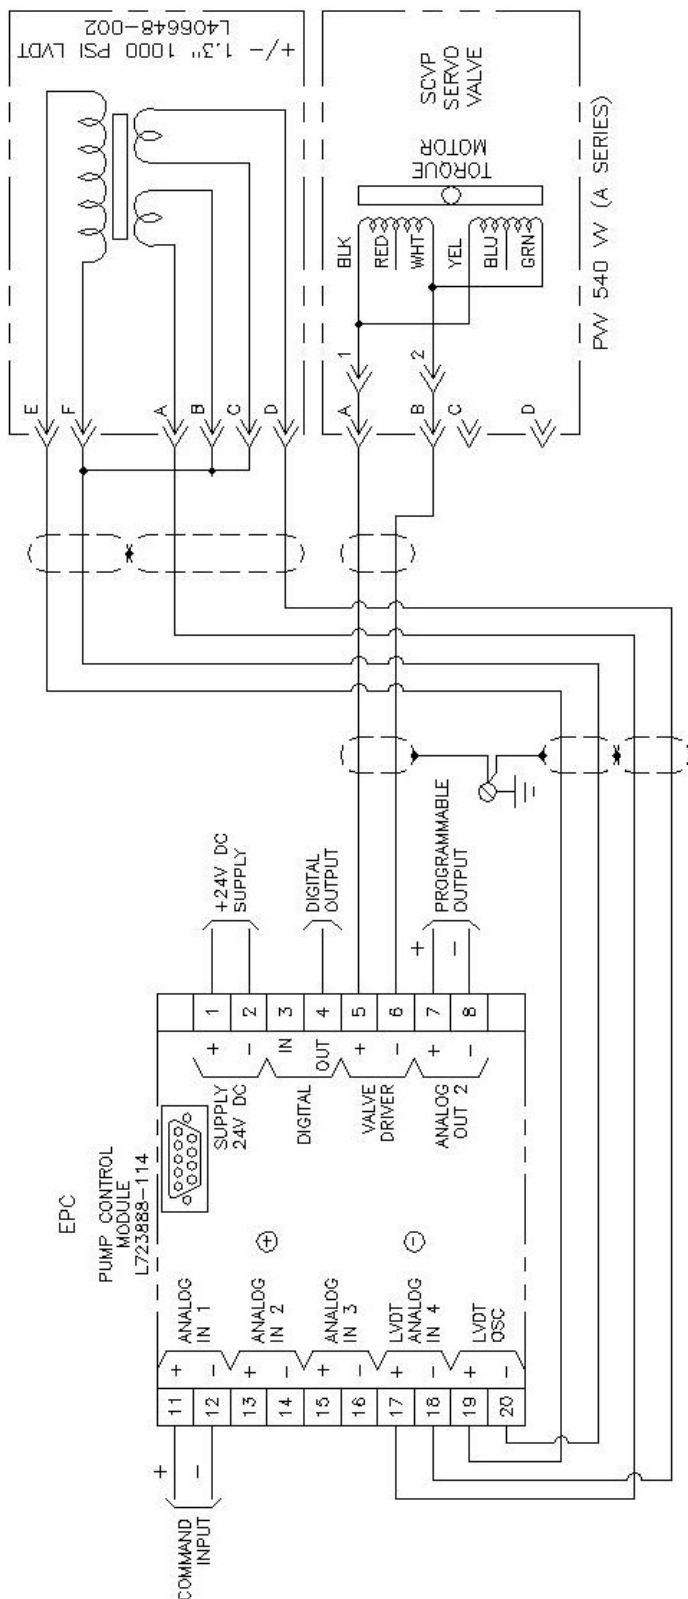 +/- 1.3" 1000 PSI LVDT
L406648-002
E
F
A
B
C
D
SCVP
SERVO
VALVE
TORQUE
MOTOR
BLK
RED
WHT
YEL
BLU
GRN
1
2
A
B
C
D
PVV 540 VV (A SERIES)
+24V DC
SUPPLY
DIGITAL
OUTPUT
+
-
PROGRAMMABLE
OUTPUT
1
2
3
4
5
6
7
8
+
-
IN
OUT
+
-
+
-
SUPPLY
24V DC
DIGITAL
VALVE
DRIVER
ANALOG
OUT 2
EPC
PUMP CONTROL
MODULE
L723888-114
+
-
ANALOG
IN 1
ANALOG
IN 2
ANALOG
IN 3
LVDT
ANALOG
IN 4
LVDT
OSC
+
-
+
-
+
-
+
-
+
-
11
12
13
14
15
16
17
18
19
20
+
-
COMMAND
INPUT